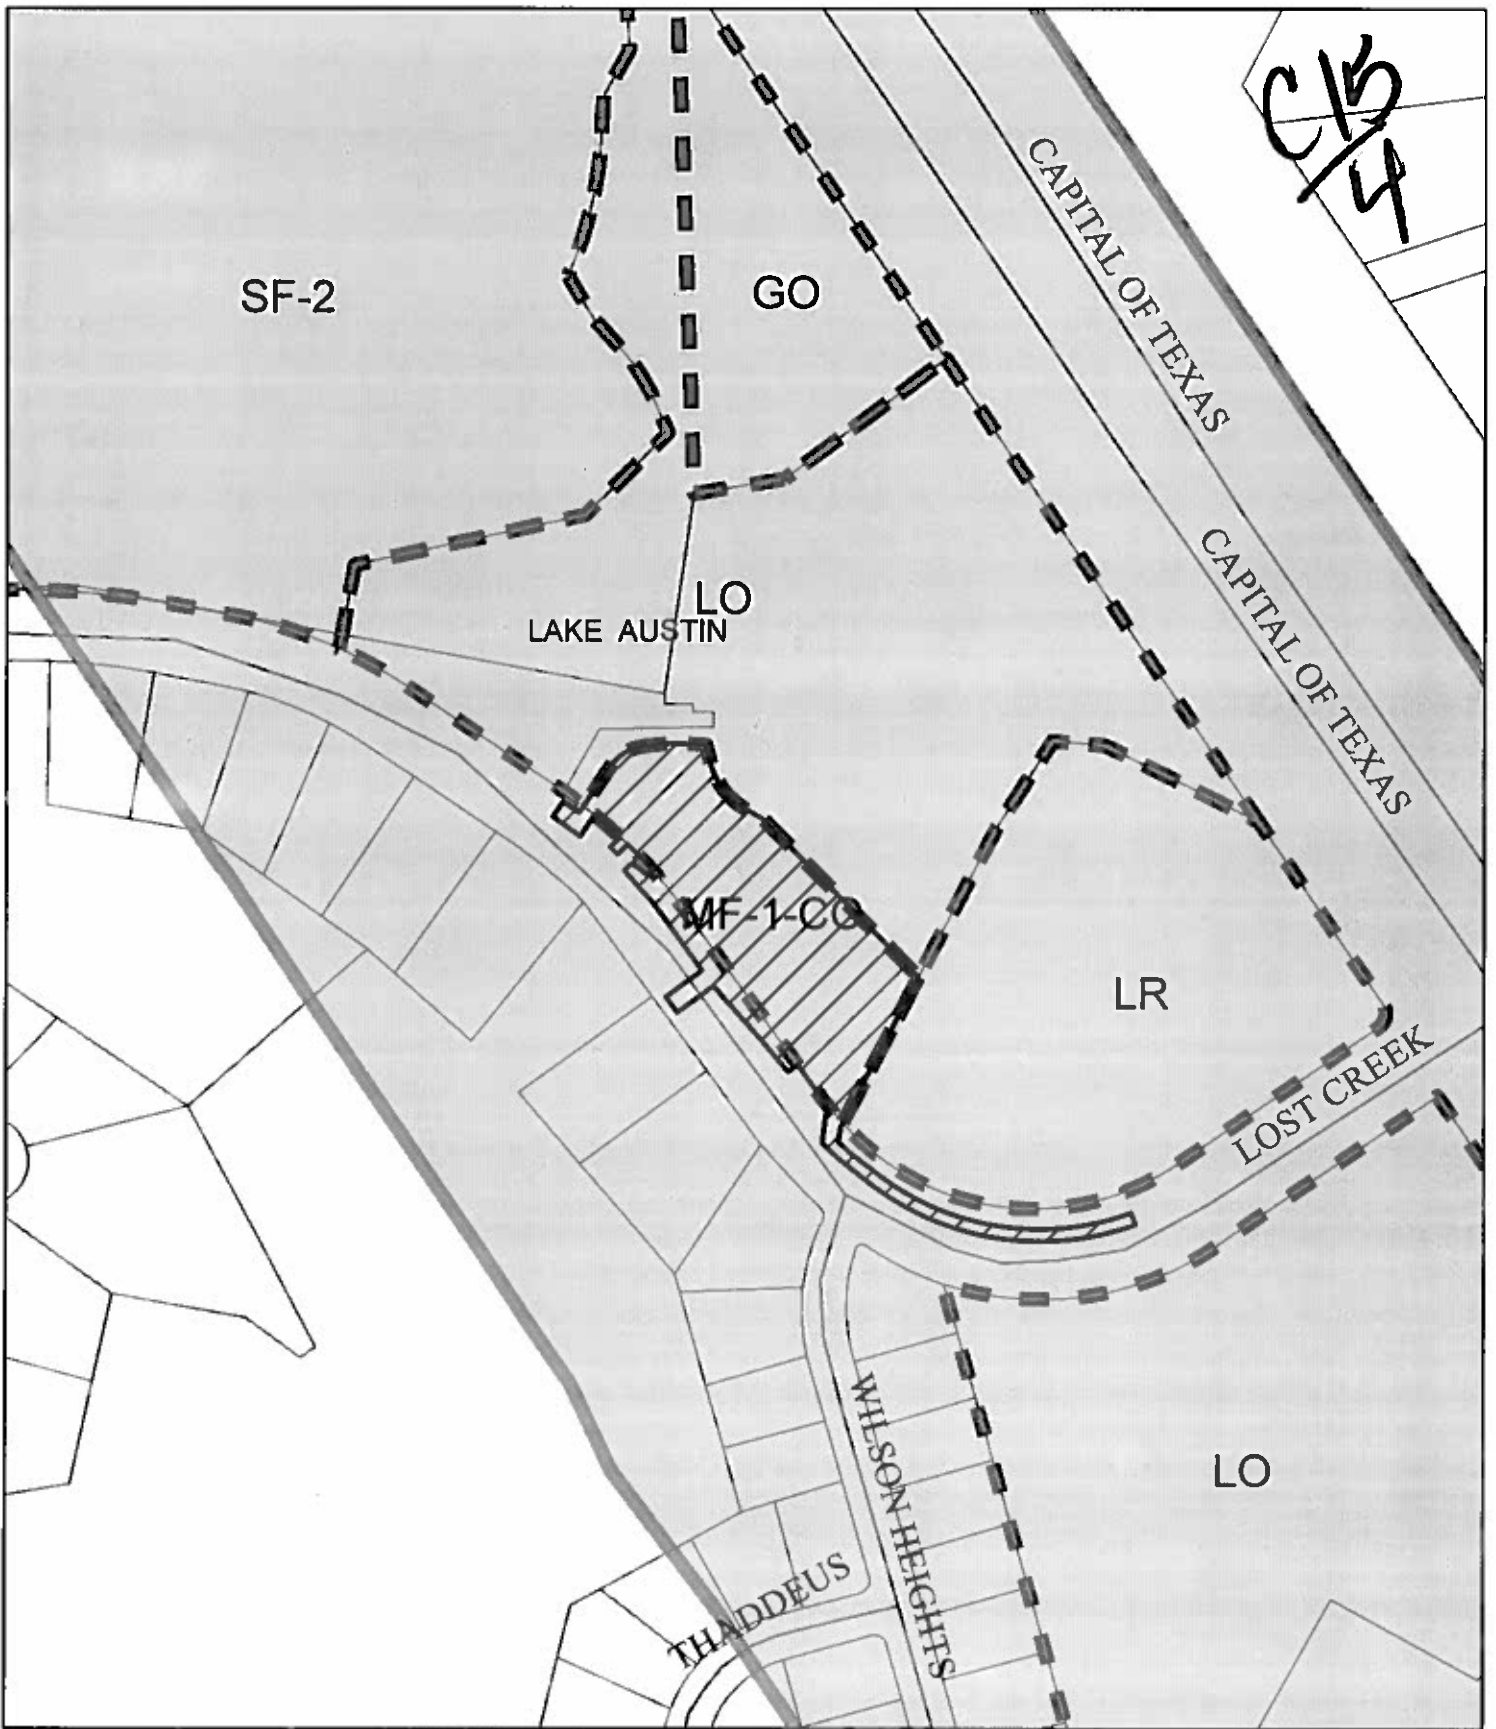 C15
4
CAPITAL OF TEXAS
SF-2
GO
CAPITAL OF TEXAS
LO
LAKE AUSTIN
MF-1-CO
LR
LOST CREEK
WILSON HEIGHTS
LO
THADDEUS